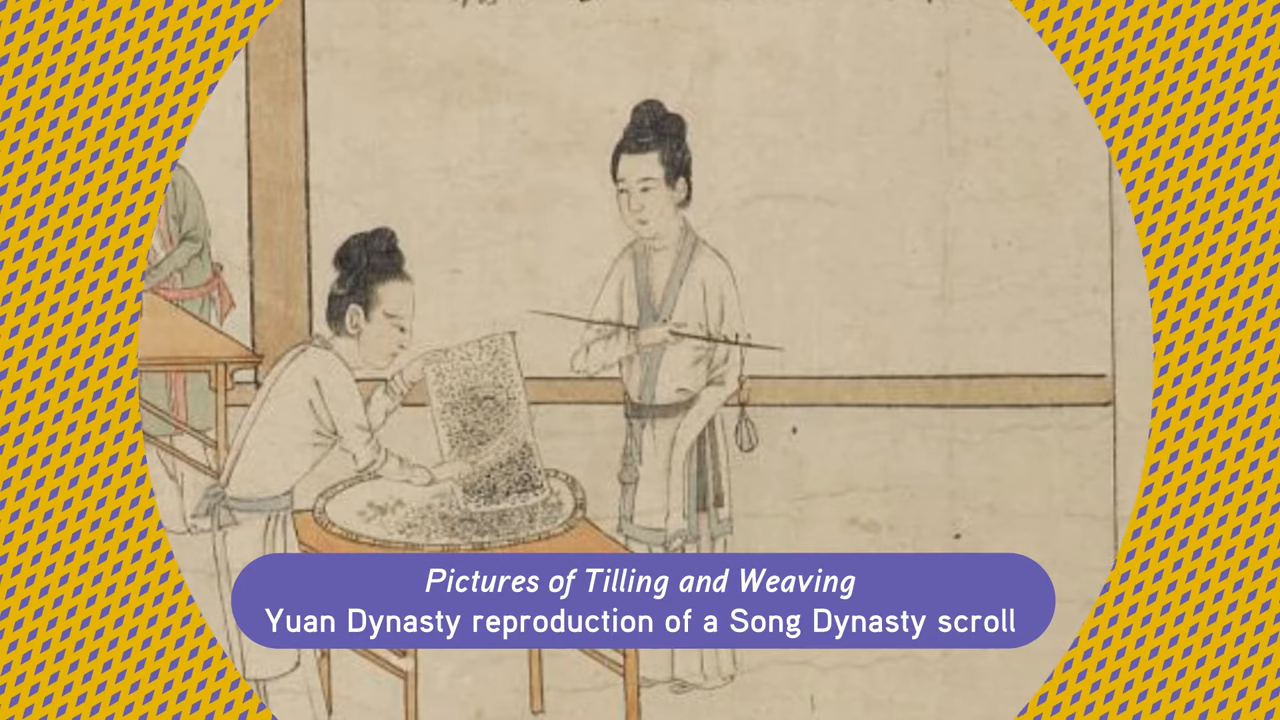 Pictures of Tilling and Weaving
Yuan Dynasty reproduction of a Song Dynasty scroll